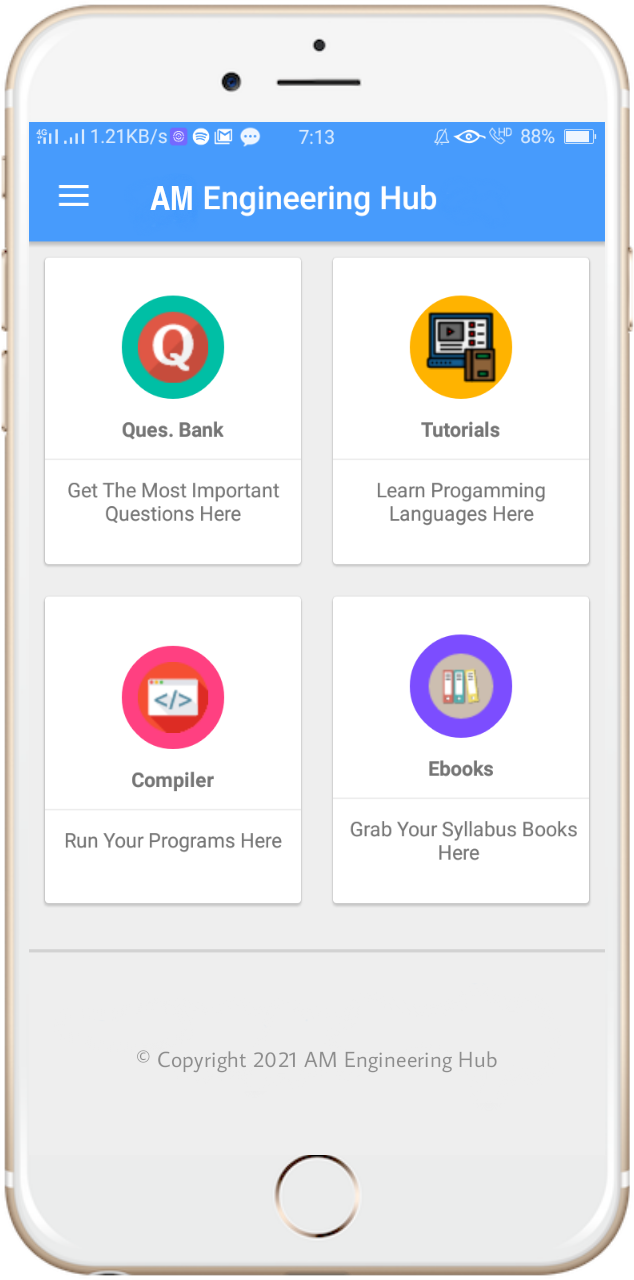 4G 1.21KB/s 7:13 HD 88%
AM Engineering Hub
Q
Ques. Bank
Get The Most Important
Questions Here
Tutorials
Learn Progamming
Languages Here
</>
Compiler
Run Your Programs Here
Ebooks
Grab Your Syllabus Books
Here
© Copyright 2021 AM Engineering Hub